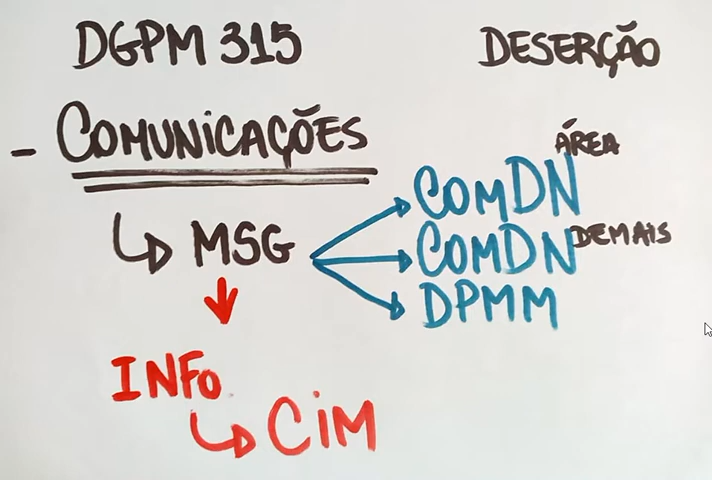 DGPM 315
DESERÇÃO
- COMUNICAÇÕES
MSG
COMDN ÁREA
COMDN DEMAIS
DPMM
INFO
CIM